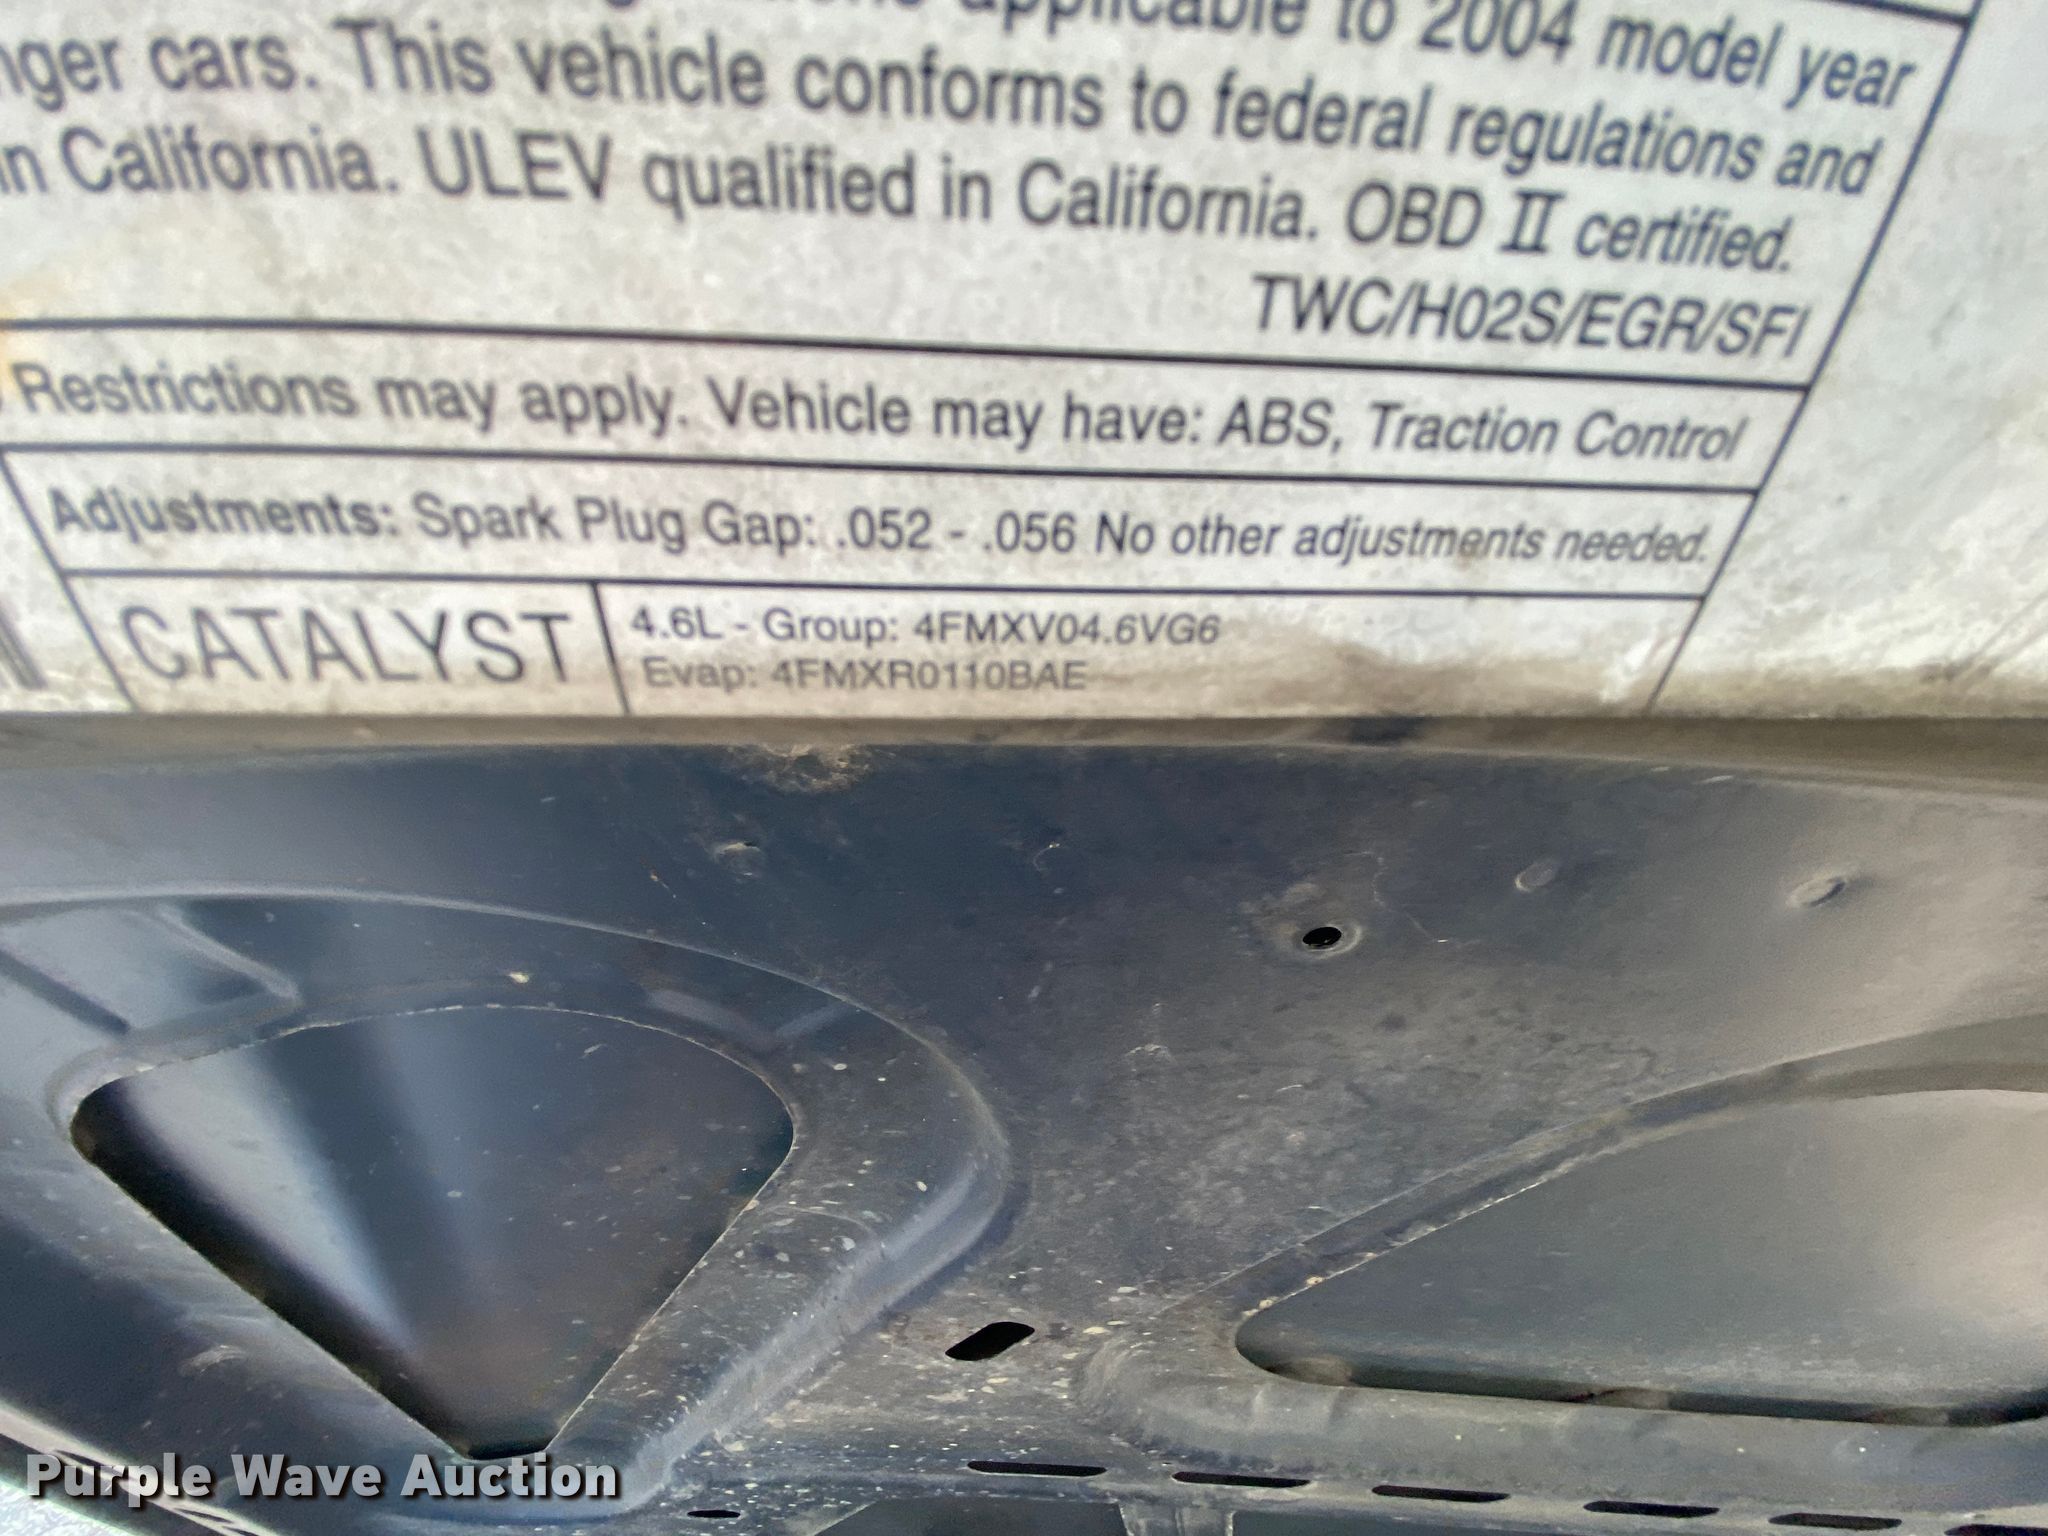 applicable to 2004 model year
cars. This vehicle conforms to federal regulations and
in California. ULEV qualified in California. OBD II certified.
TWC/H02S/EGR/SFI
Restrictions may apply. Vehicle may have: ABS, Traction Control
Adjustments: Spark Plug Gap: .052 - .056 No other adjustments needed.
CATALYST
4.6L - Group: 4FMXV04.6VG6
Evap: 4FMXR0110BAE
Purple Wave Auction